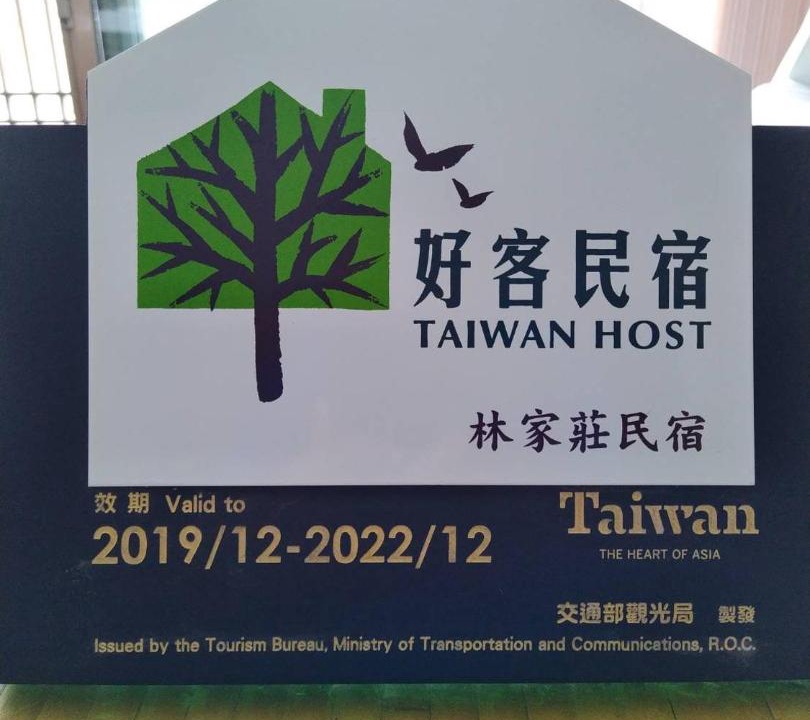 好客民宿
TAIWAN HOST
林家莊民宿
效期 Valid to
2019/12-2022/12
Taiwan
THE HEART OF ASIA
交通部觀光局 製發
Issued by the Tourism Bureau, Ministry of Transportation and Communications, R.O.C.